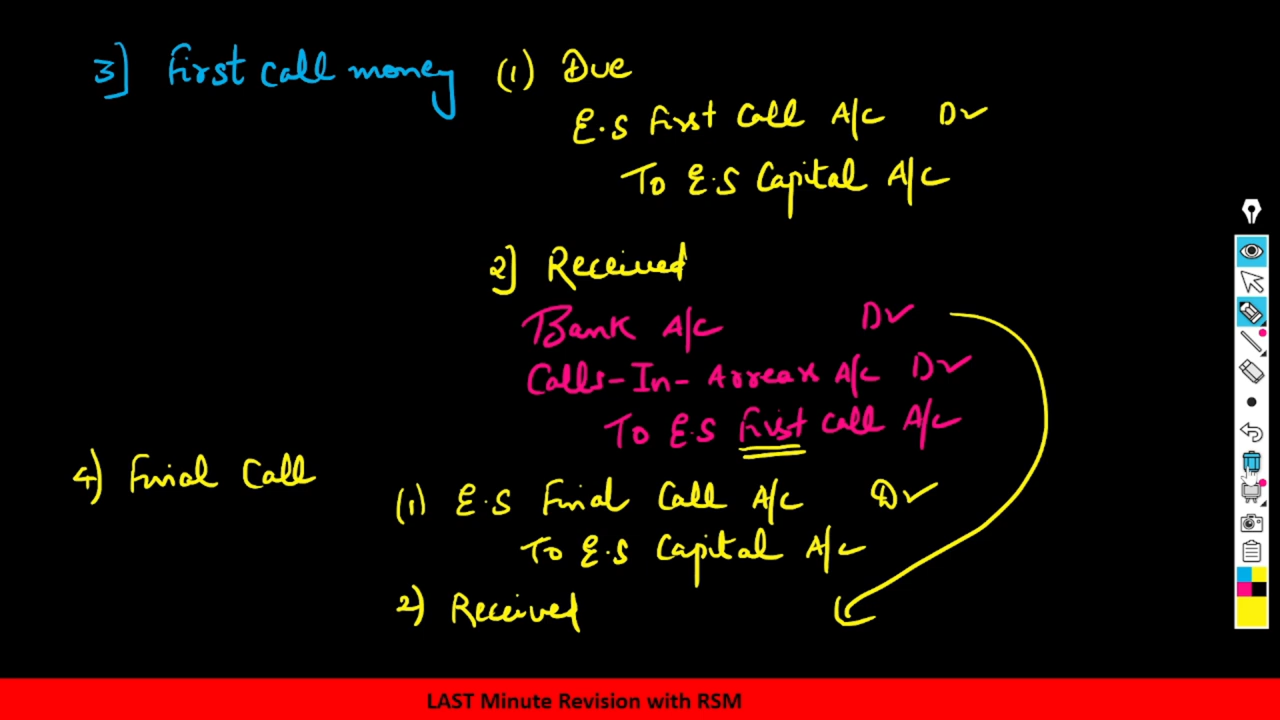 3] First call money (1) Due
E.S First Call A/c Dr
To E.S Capital A/c
2] Received
Bank A/c Dr
Calls-In-Arrear A/c Dr
To E.S First Call A/c
4) Final Call
(1) E.S Final Call A/c Dr
To E.S Capital A/c
2) Received
LAST Minute Revision with RSM